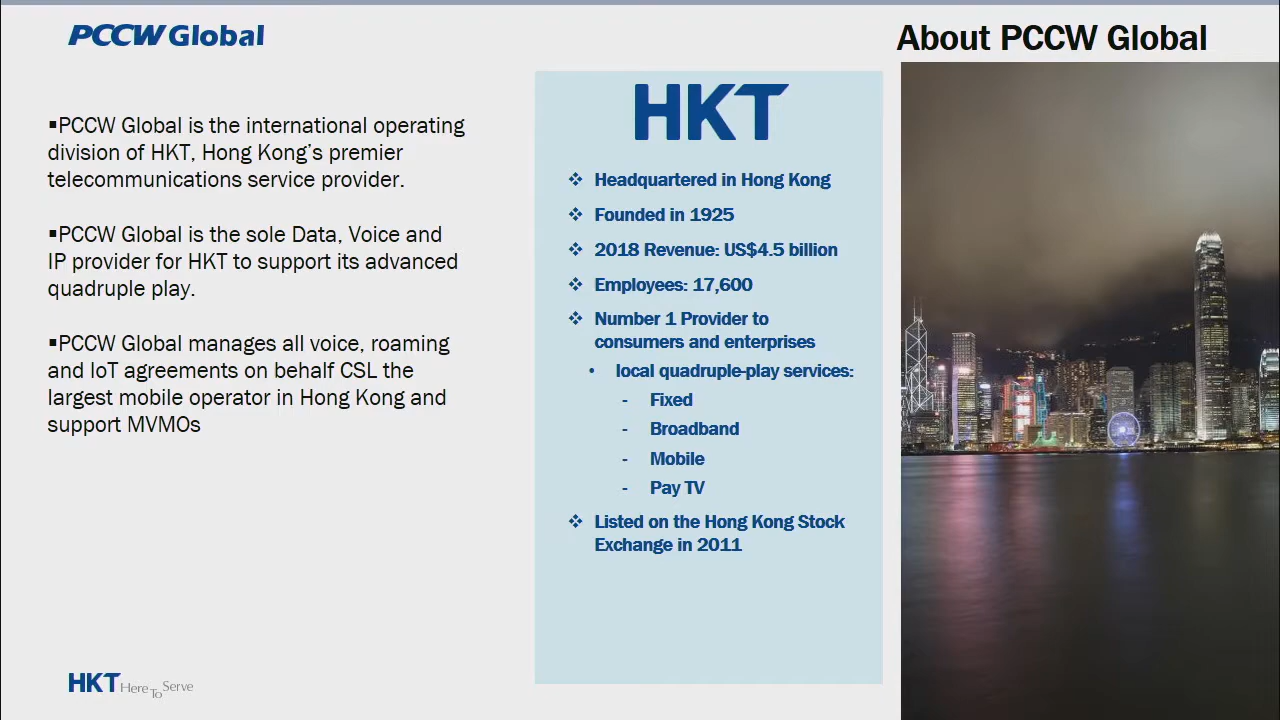 PCCW Global
About PCCW Global
▪PCCW Global is the international operating
division of HKT, Hong Kong's premier
telecommunications service provider.
▪PCCW Global is the sole Data, Voice and
IP provider for HKT to support its advanced
quadruple play.
▪PCCW Global manages all voice, roaming
and IoT agreements on behalf CSL the
largest mobile operator in Hong Kong and
support MVMOs
HKT
❖ Headquartered in Hong Kong
❖ Founded in 1925
❖ 2018 Revenue: US$4.5 billion
❖ Employees: 17,600
❖ Number 1 Provider to
consumers and enterprises
• local quadruple-play services:
- Fixed
- Broadband
- Mobile
- Pay TV
❖ Listed on the Hong Kong Stock
Exchange in 2011
HKT Here To Serve